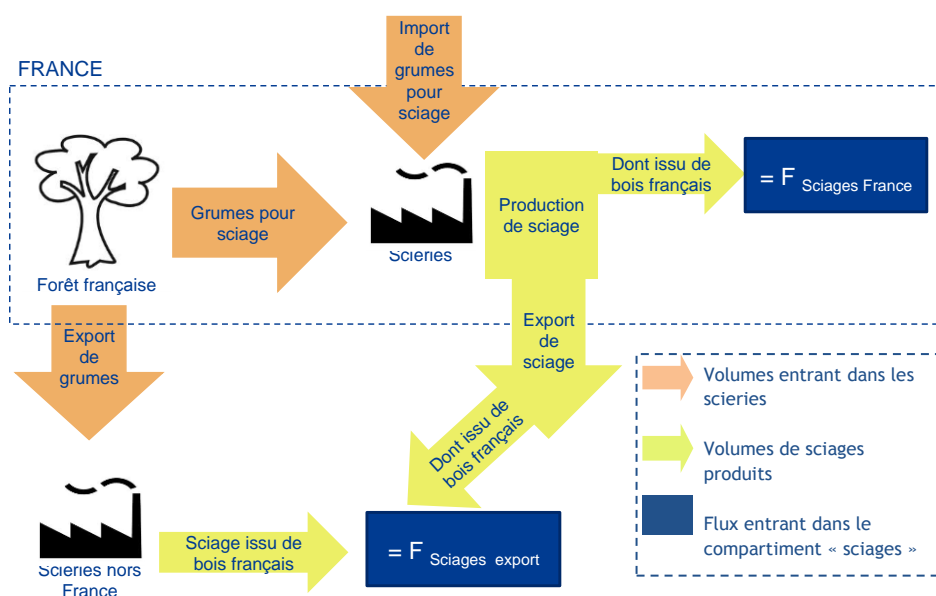 Import
de
grumes
pour
sciage
FRANCE
Grumes pour
sciage
Scieries
Forêt française
Production
de sciage
Dont issu de
bois français
= F Sciages France
Export
de
grumes
Export
de
sciage
Dont issu de
bois français
Scieries hors
France
Sciage issu de
bois français
= F Sciages export
Volumes entrant dans les
scieries
Volumes de sciages
produits
Flux entrant dans le
compartiment « sciages »